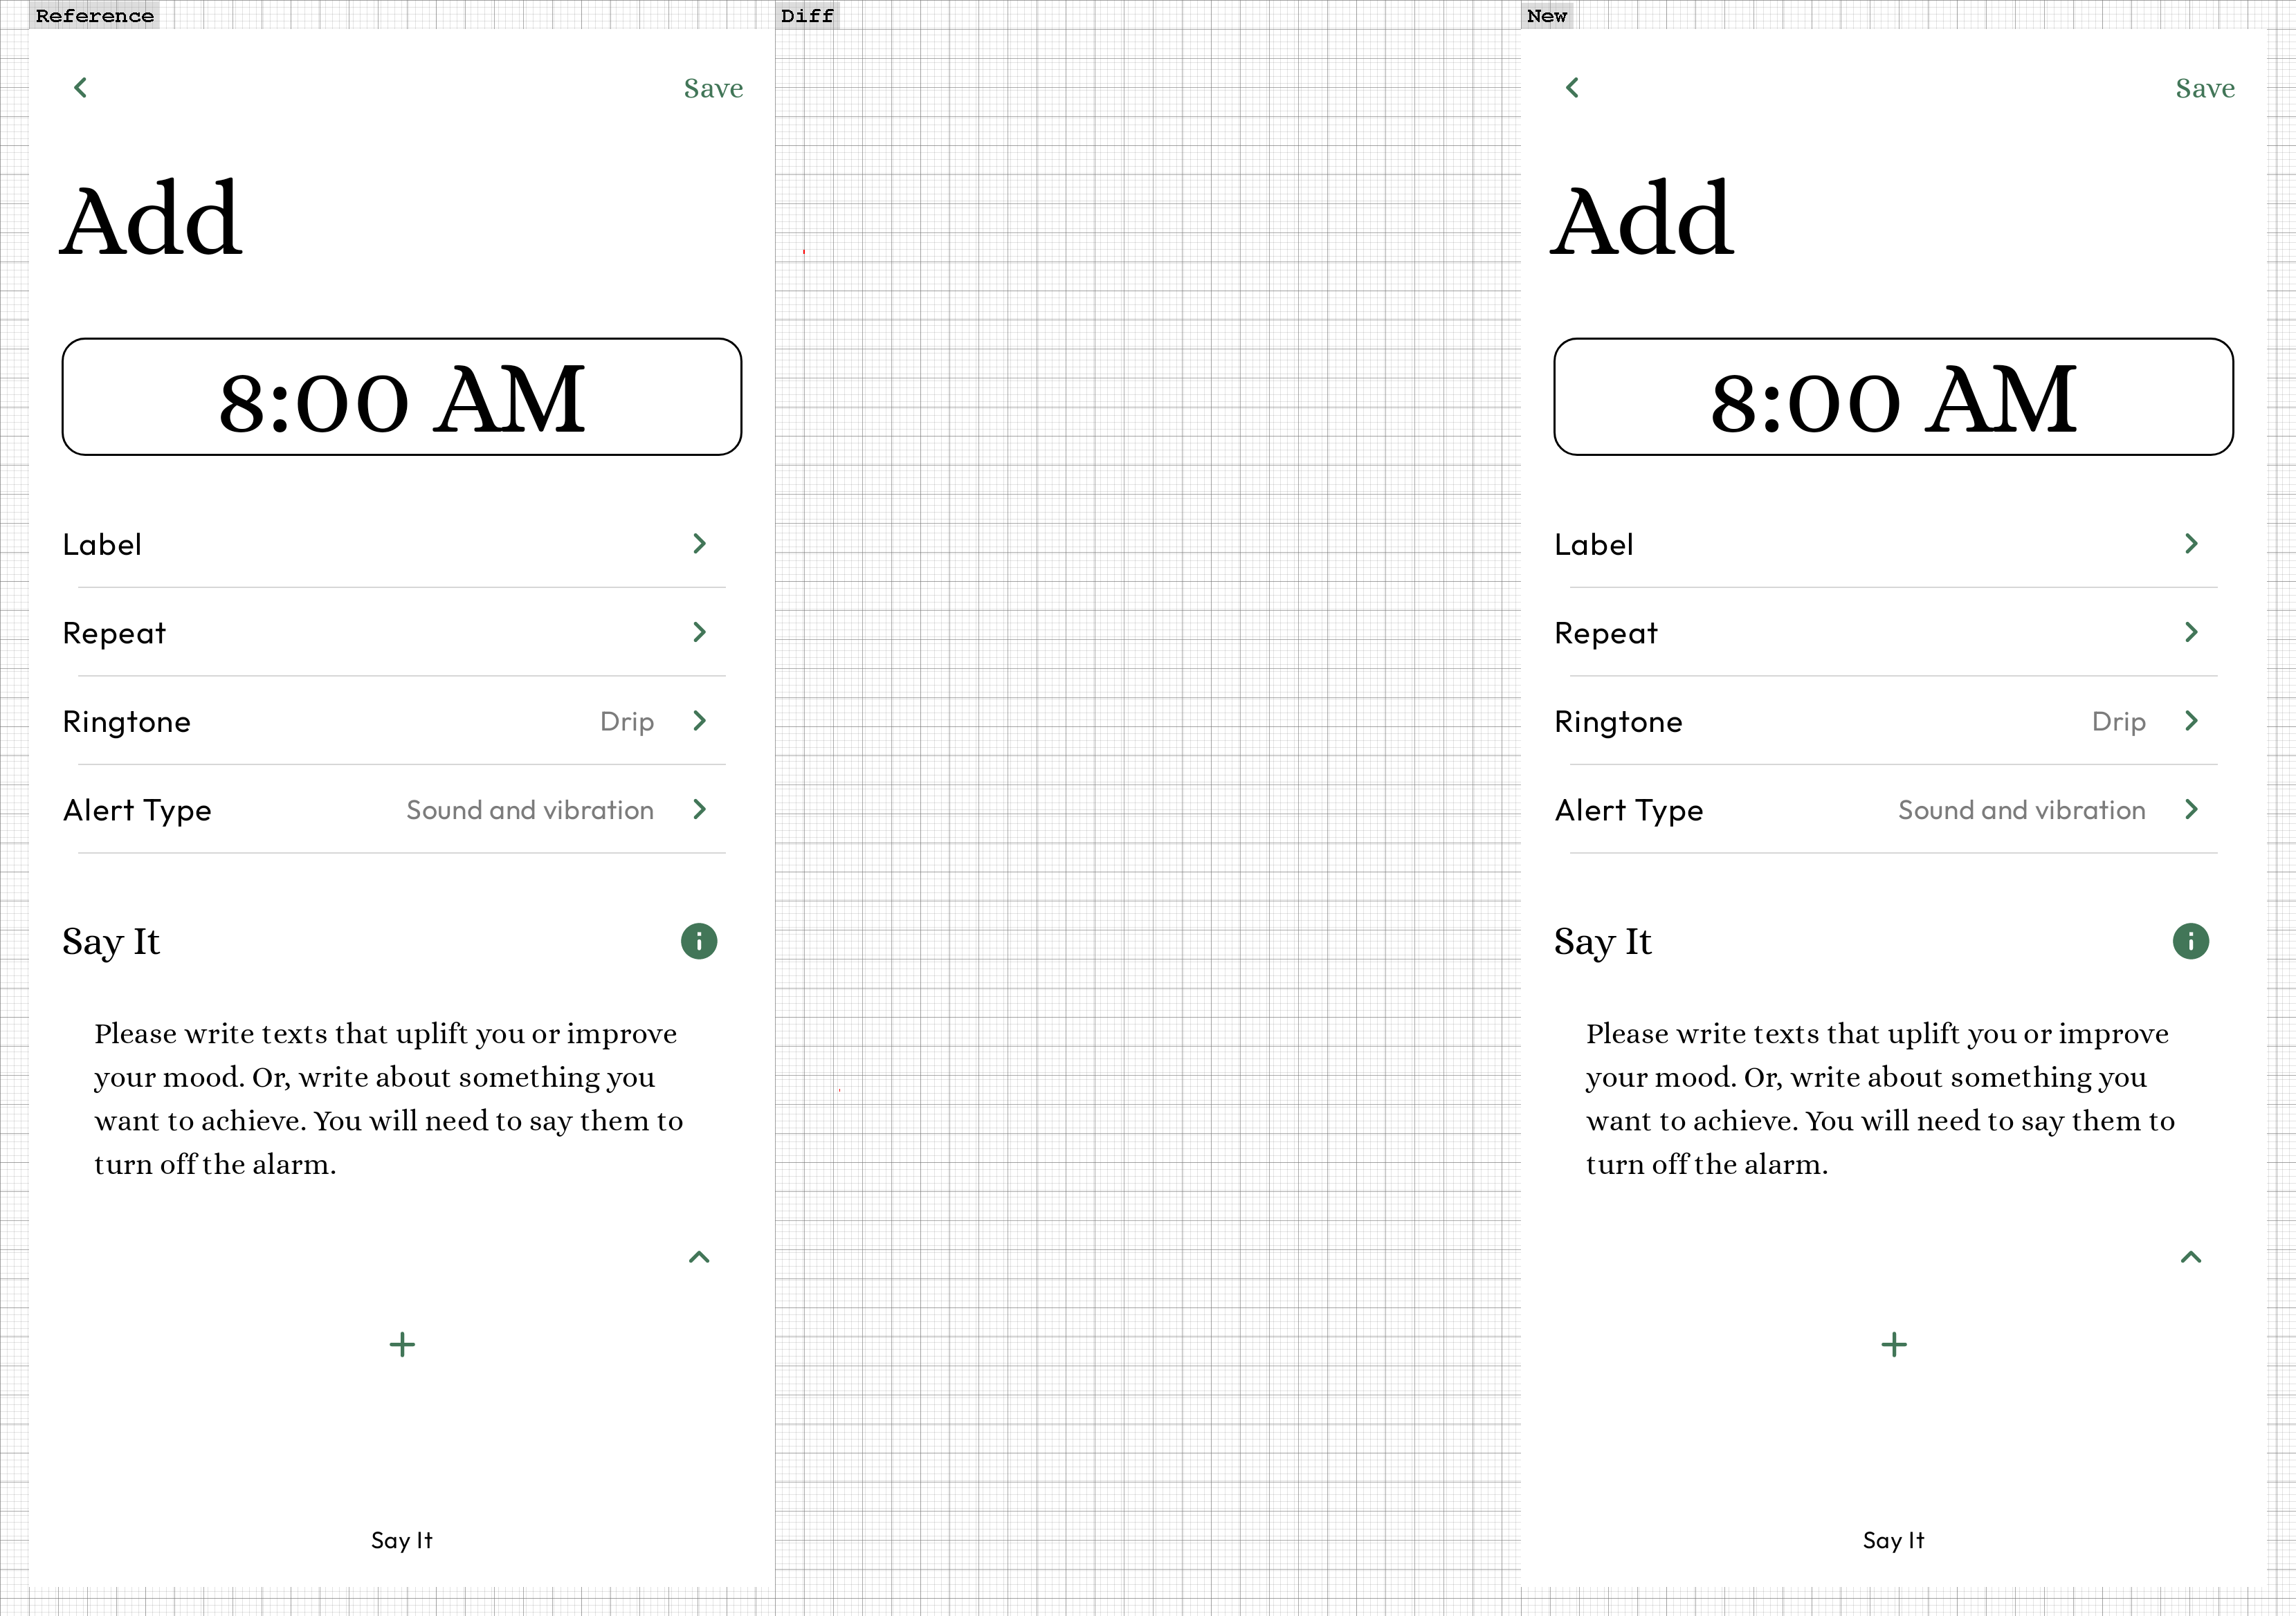 Reference
Diff
New
Save
Add
8:00 AM
Label
Repeat
Ringtone Drip
Alert Type Sound and vibration
Say It
Please write texts that uplift you or improve
your mood. Or, write about something you
want to achieve. You will need to say them to
turn off the alarm.
Say It
Save
Add
8:00 AM
Label
Repeat
Ringtone Drip
Alert Type Sound and vibration
Say It
Please write texts that uplift you or improve
your mood. Or, write about something you
want to achieve. You will need to say them to
turn off the alarm.
Say It